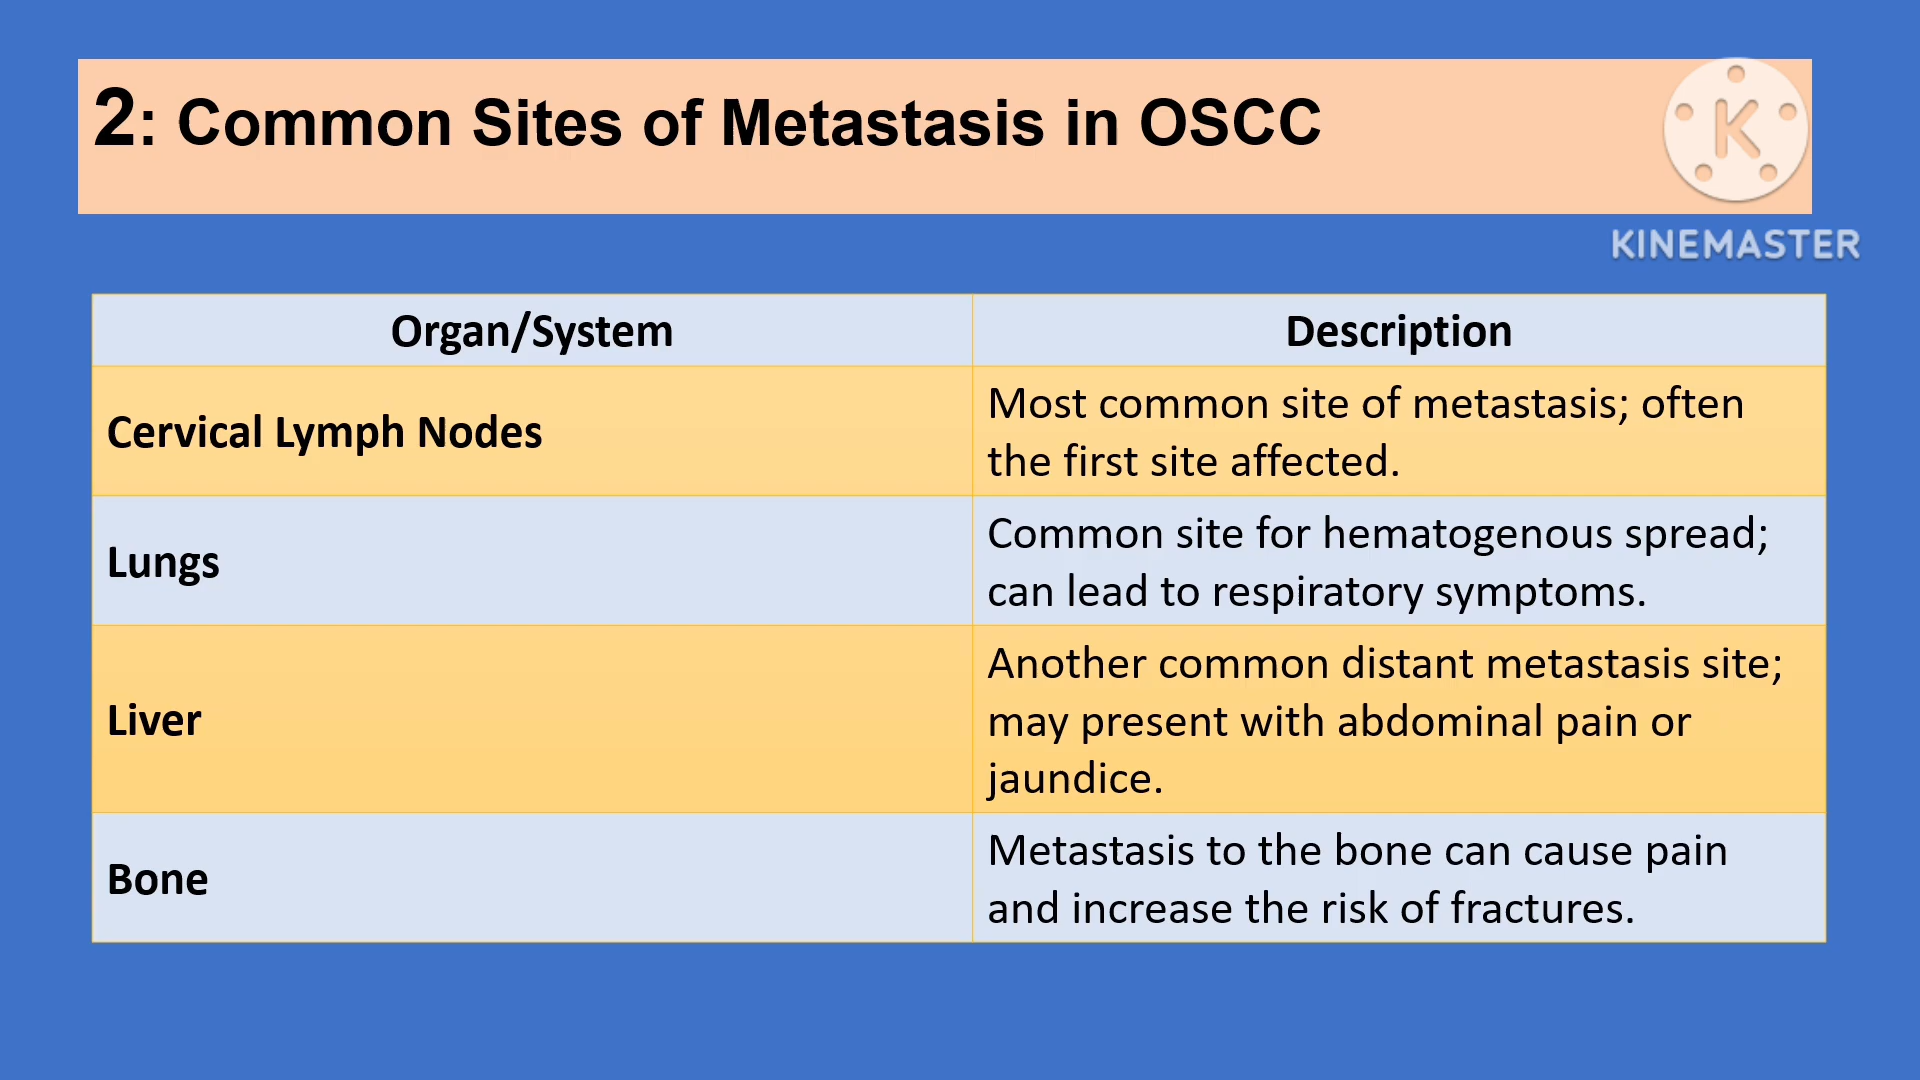 2: Common Sites of Metastasis in OSCC
K
KINEMASTER
Organ/System
Description
Cervical Lymph Nodes
Most common site of metastasis; often
the first site affected.
Lungs
Common site for hematogenous spread;
can lead to respiratory symptoms.
Liver
Another common distant metastasis site;
may present with abdominal pain or
jaundice.
Bone
Metastasis to the bone can cause pain
and increase the risk of fractures.